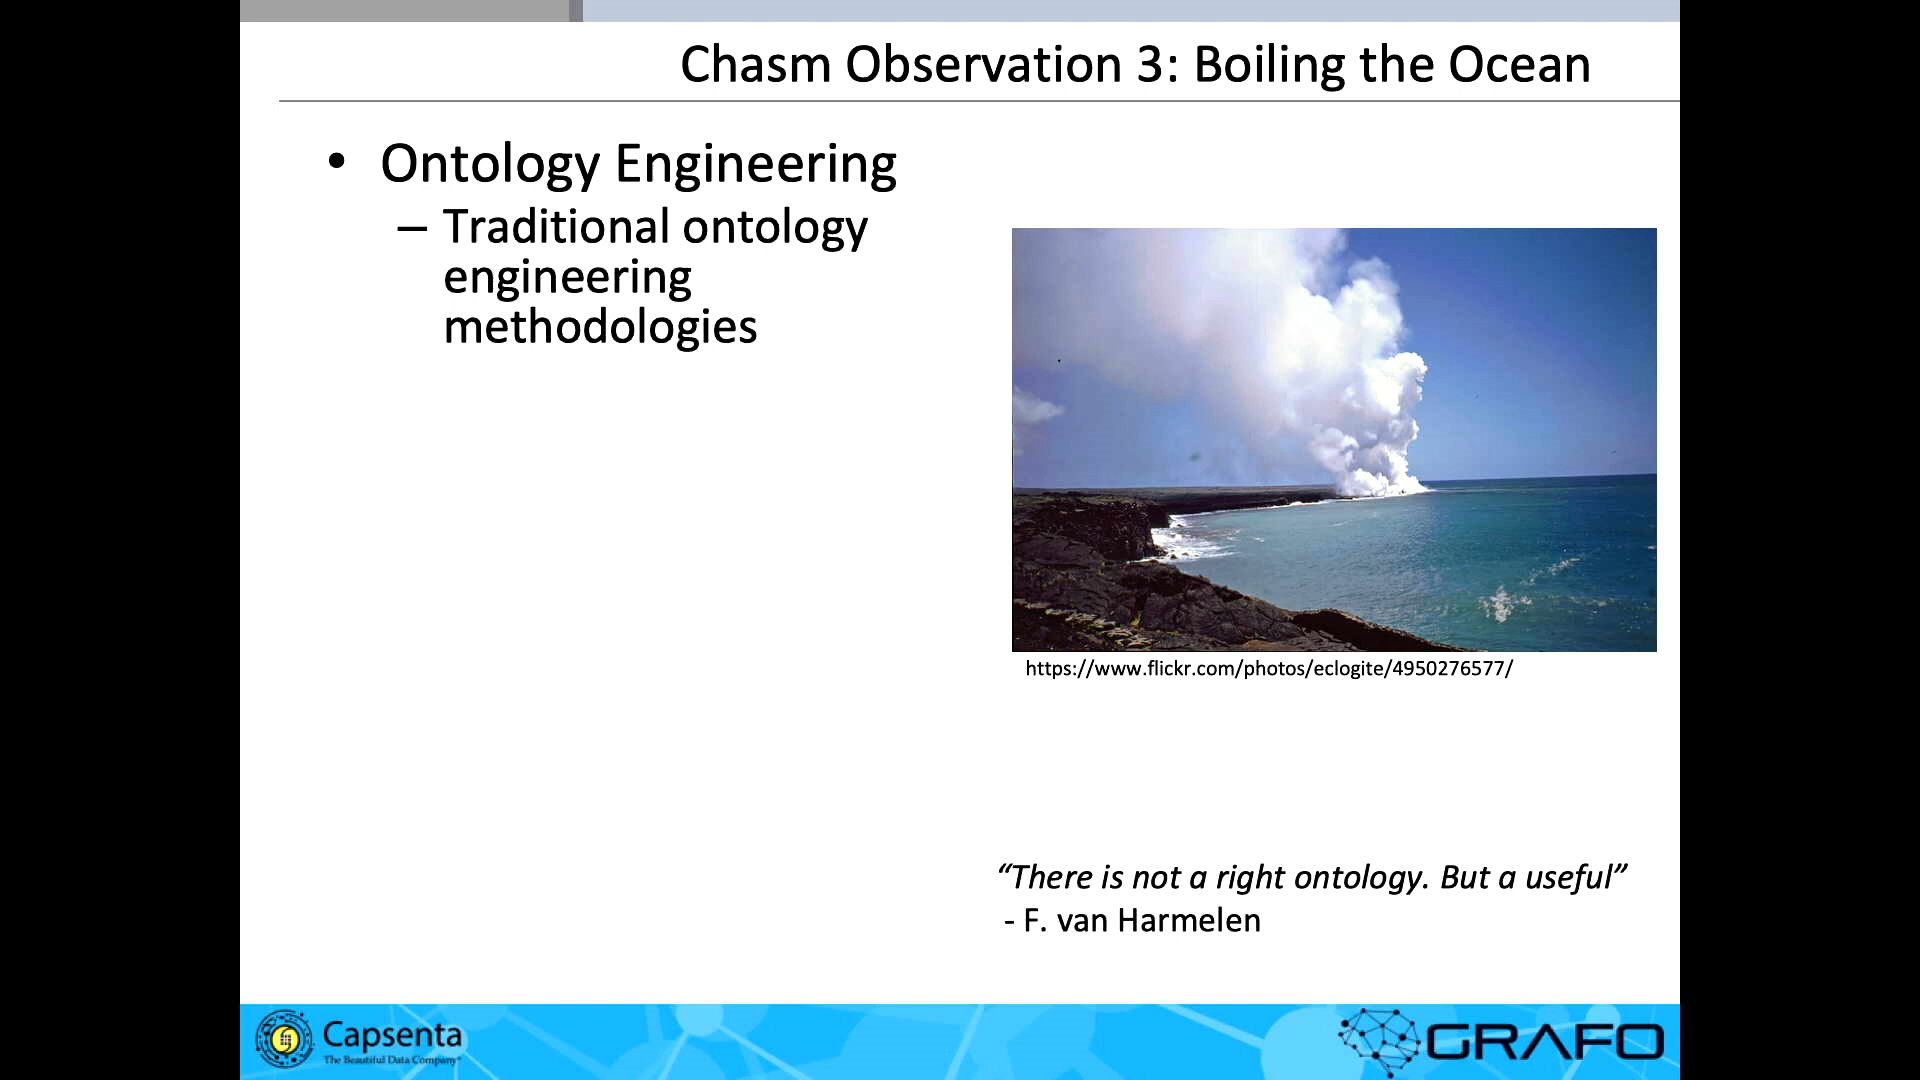 Chasm Observation 3: Boiling the Ocean
• Ontology Engineering
– Traditional ontology
engineering
methodologies
https://www.flickr.com/photos/eclogite/4950276577/
“There is not a right ontology. But a useful”
- F. van Harmelen
Capsenta
The Beautiful Data Company
GRAFO